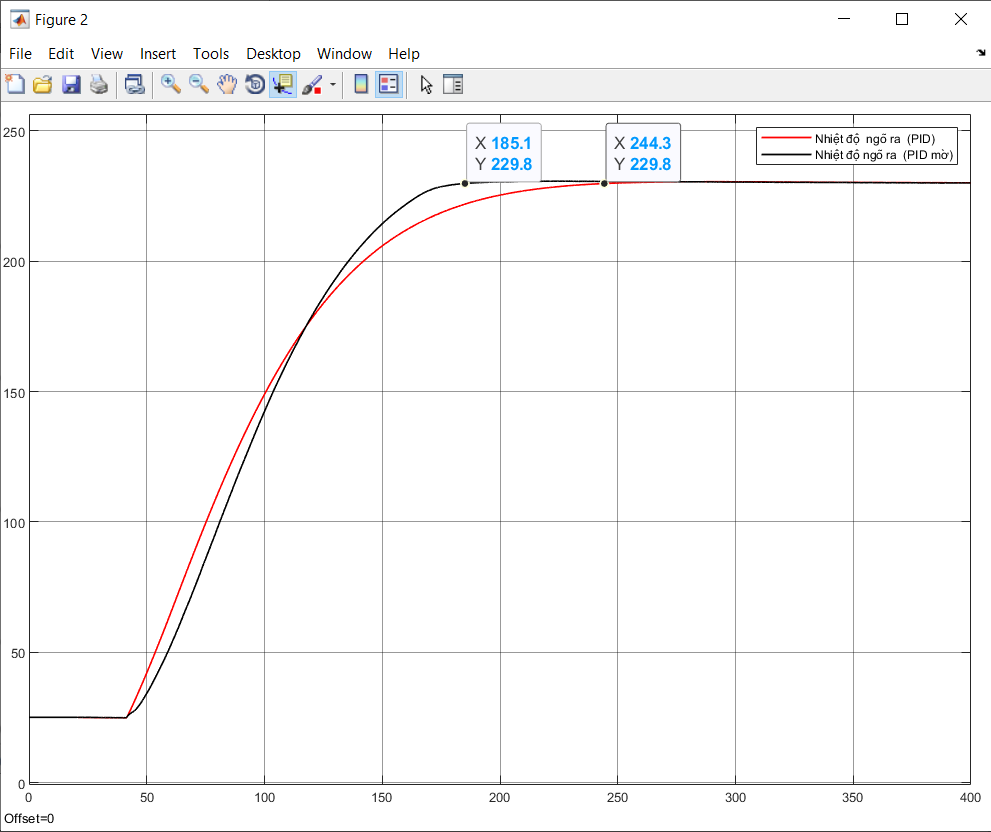 Figure 2
File Edit View Insert Tools Desktop Window Help
X 185.1
Y 229.8
X 244.3
Y 229.8
Nhiệt độ ngõ ra (PID)
Nhiệt độ ngõ ra (PID mờ)
250
200
150
100
50
0
0 50 100 150 200 250 300 350 400
Offset=0